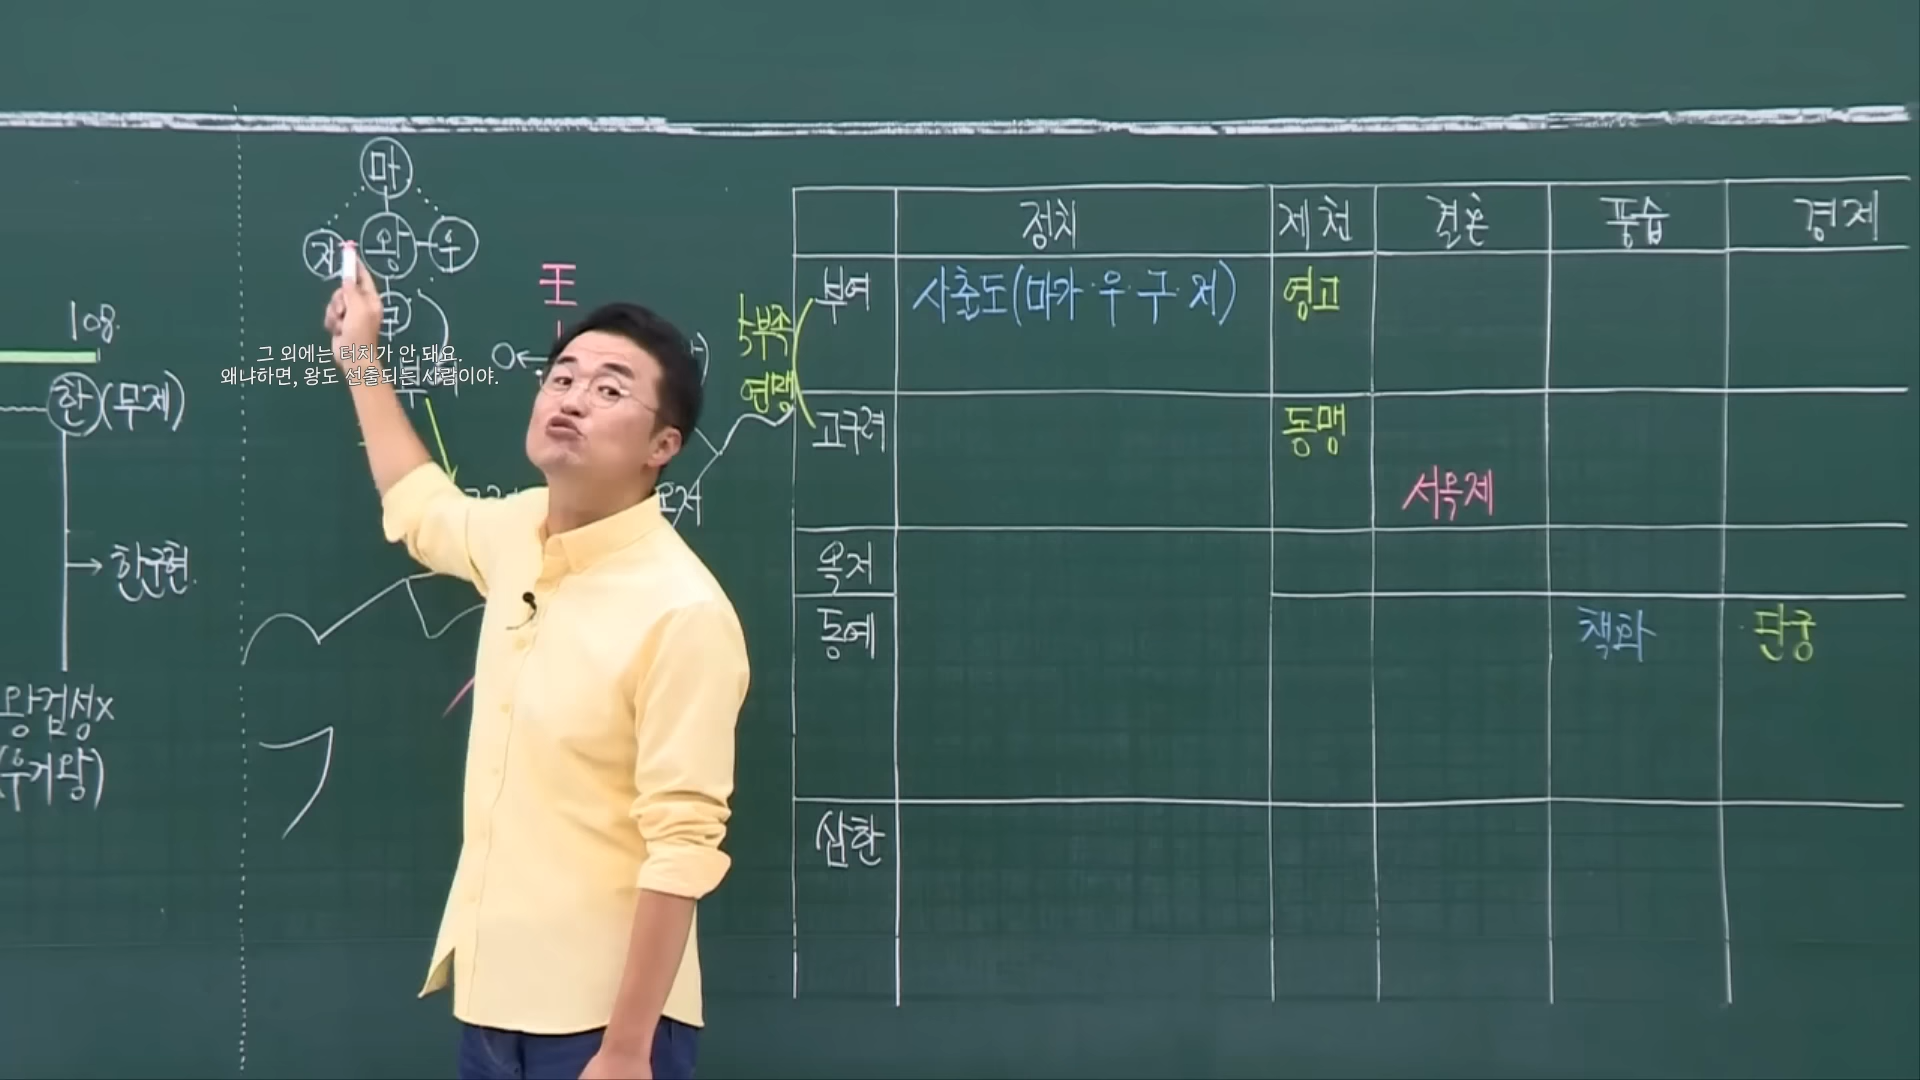 108.
한 (무제)
한군현.
왕검성x
(우거왕)
마
저 왕 우
구
王
그 외에는 터치가 안 돼요.
왜냐하면, 왕도 선출되는 사람이야.
5부족
연맹
정치 제천 결혼 풍습 경제
부여 사출도(마가·우·구·저) 영고
고구려 동맹
서옥제
옥저
동예 책화 단궁
삼한